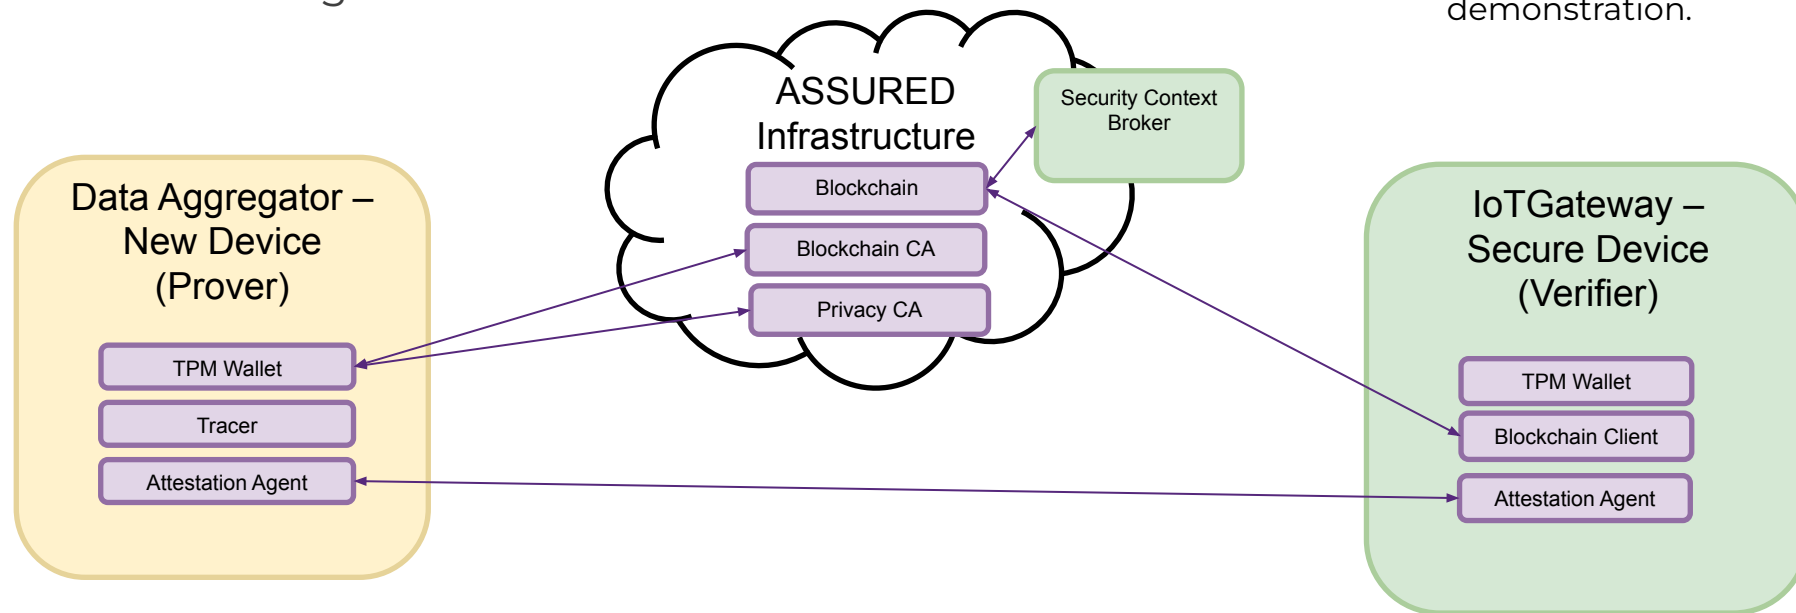 demonstration.
ASSURED
Infrastructure
Blockchain
Blockchain CA
Privacy CA
Security Context
Broker
Data Aggregator –
New Device
(Prover)
TPM Wallet
Tracer
Attestation Agent
IoTGateway –
Secure Device
(Verifier)
TPM Wallet
Blockchain Client
Attestation Agent